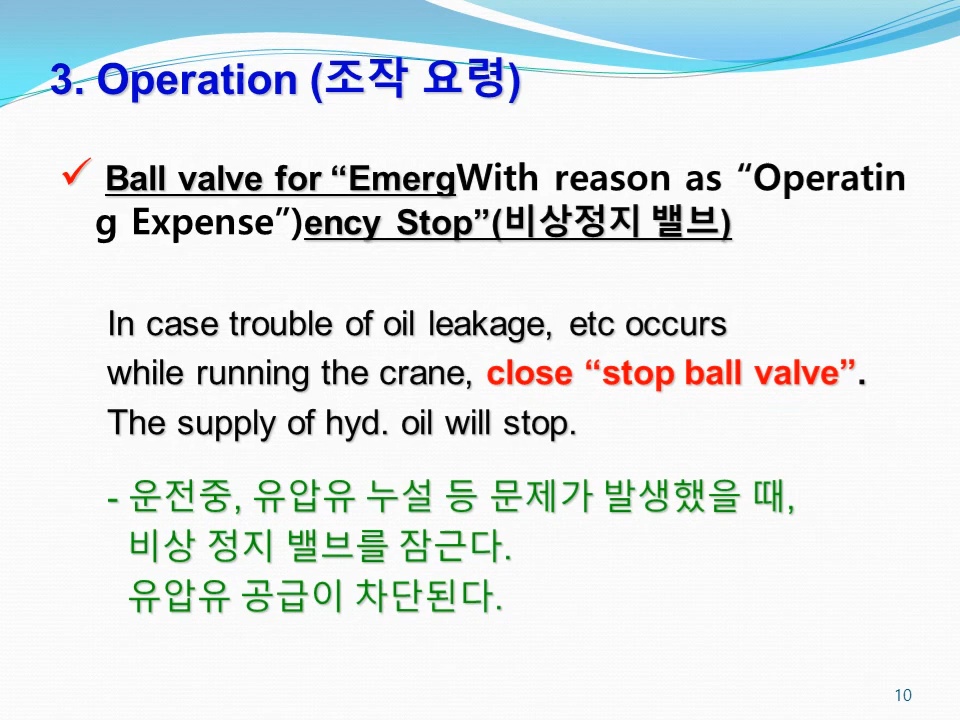 3. Operation (조작 요령)
✓ Ball valve for “EmergWith reason as “Operatin
g Expense”)ency Stop”(비상정지 밸브)
In case trouble of oil leakage, etc occurs
while running the crane, close “stop ball valve”.
The supply of hyd. oil will stop.
- 운전중, 유압유 누설 등 문제가 발생했을 때,
비상 정지 밸브를 잠근다.
유압유 공급이 차단된다.
10